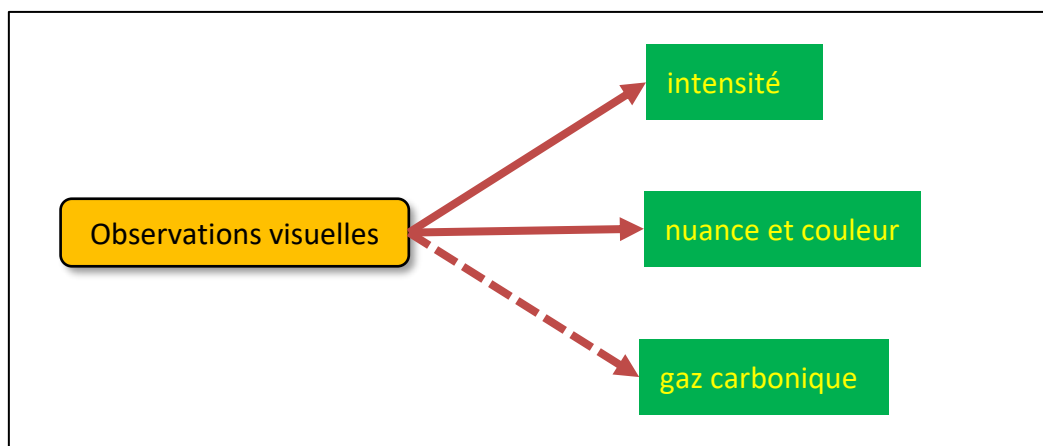 intensité
Observations visuelles
nuance et couleur
gaz carbonique